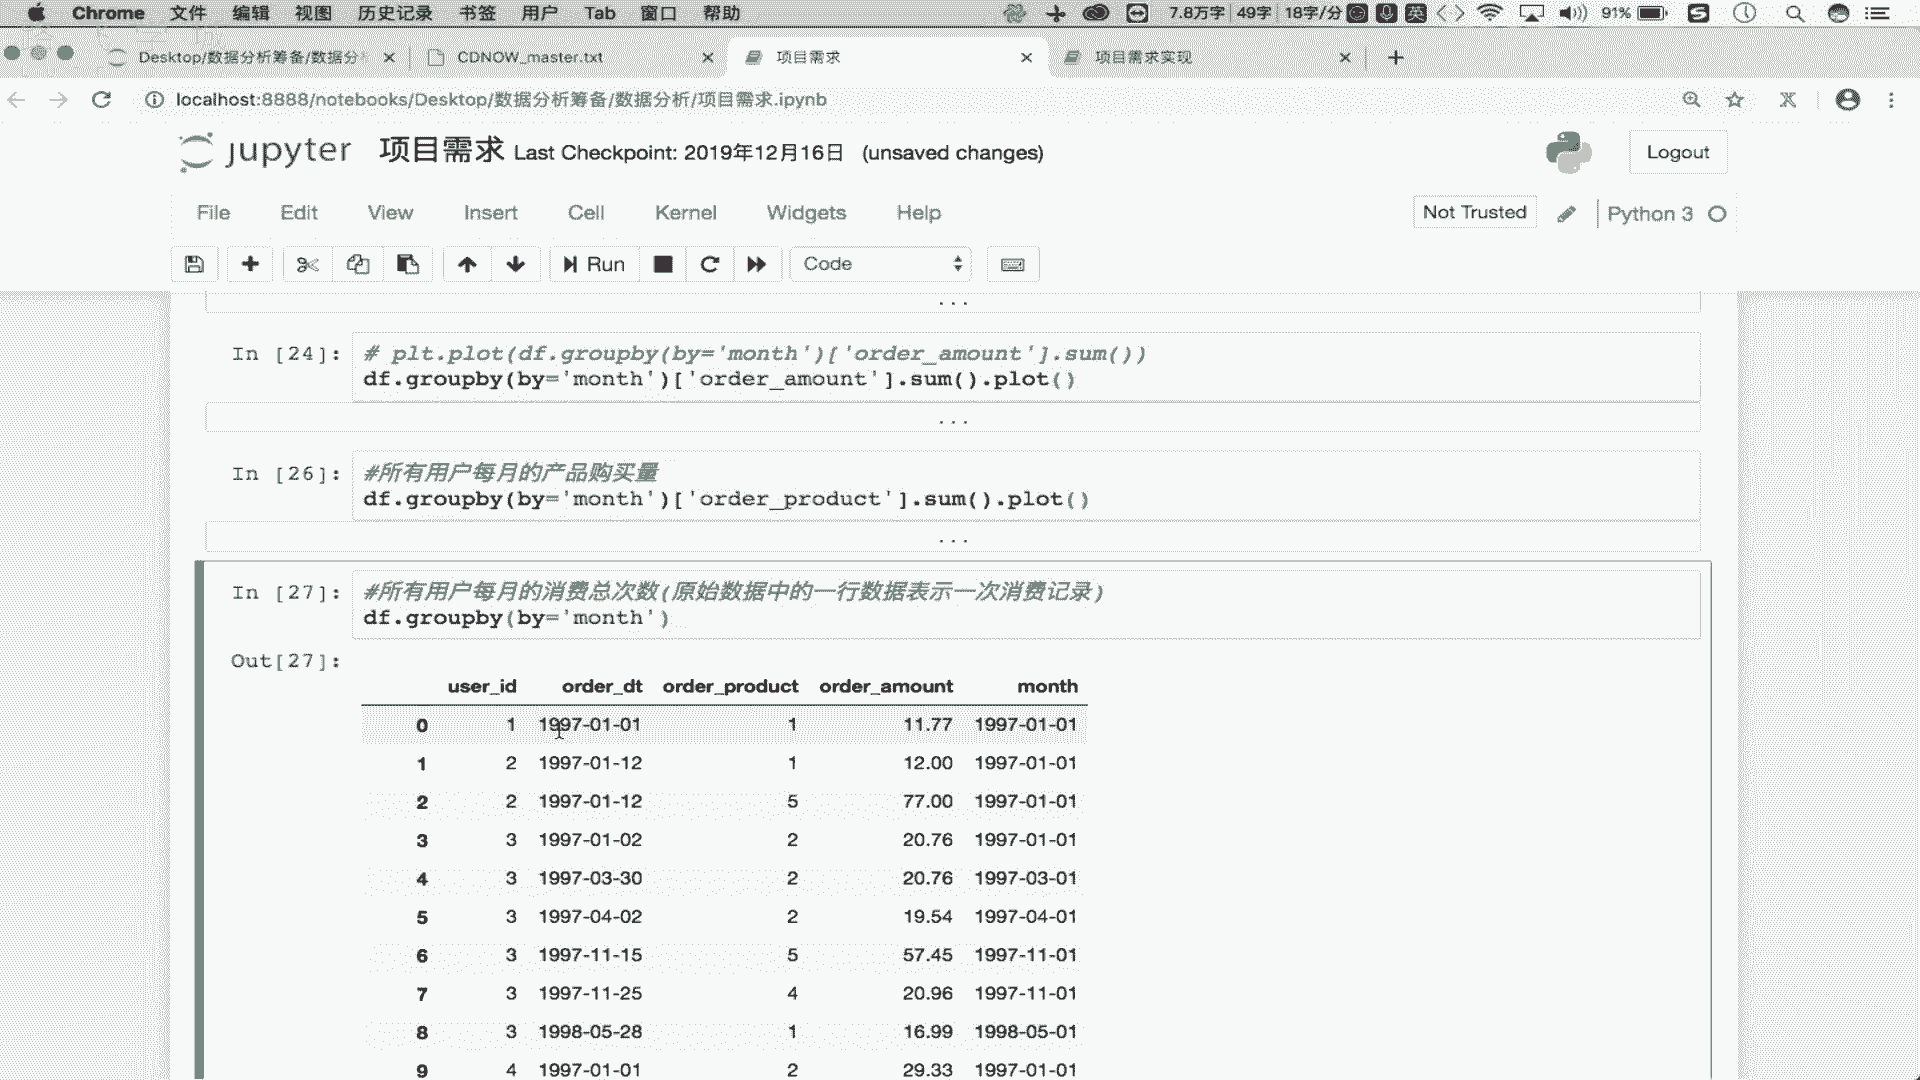 Chrome 文件 编辑 视图 历史记录 书签 用户 Tab 窗口 帮助 7.8万字 49字 18字/分 英 91%
Desktop/数据分析筹备/数据分 CDNOW_master.txt 项目需求 项目需求实现
localhost:8888/notebooks/Desktop/数据分析筹备/数据分析/项目需求.ipynb
jupyter 项目需求 Last Checkpoint: 2019年12月16日 (unsaved changes) Logout
File Edit View Insert Cell Kernel Widgets Help Not Trusted Python 3
Run Code
...
In [24]: # plt.plot(df.groupby(by='month')['order_amount'].sum())
df.groupby(by='month')['order_amount'].sum().plot()
...
In [26]: #所有用户每月的产品购买量
df.groupby(by='month')['order_product'].sum().plot()
...
In [27]: #所有用户每月的消费总次数(原始数据中的一行数据表示一次消费记录)
df.groupby(by='month')
Out[27]:
user_id order_dt order_product order_amount month
0 1 1997-01-01 1 11.77 1997-01-01
1 2 1997-01-12 1 12.00 1997-01-01
2 2 1997-01-12 5 77.00 1997-01-01
3 3 1997-01-02 2 20.76 1997-01-01
4 3 1997-03-30 2 20.76 1997-03-01
5 3 1997-04-02 2 19.54 1997-04-01
6 3 1997-11-15 5 57.45 1997-11-01
7 3 1997-11-25 4 20.96 1997-11-01
8 3 1998-05-28 1 16.99 1998-05-01
9 4 1997-01-01 2 29.33 1997-01-01